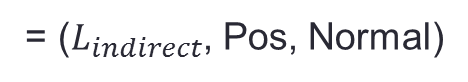 = (L_indirect, Pos, Normal)